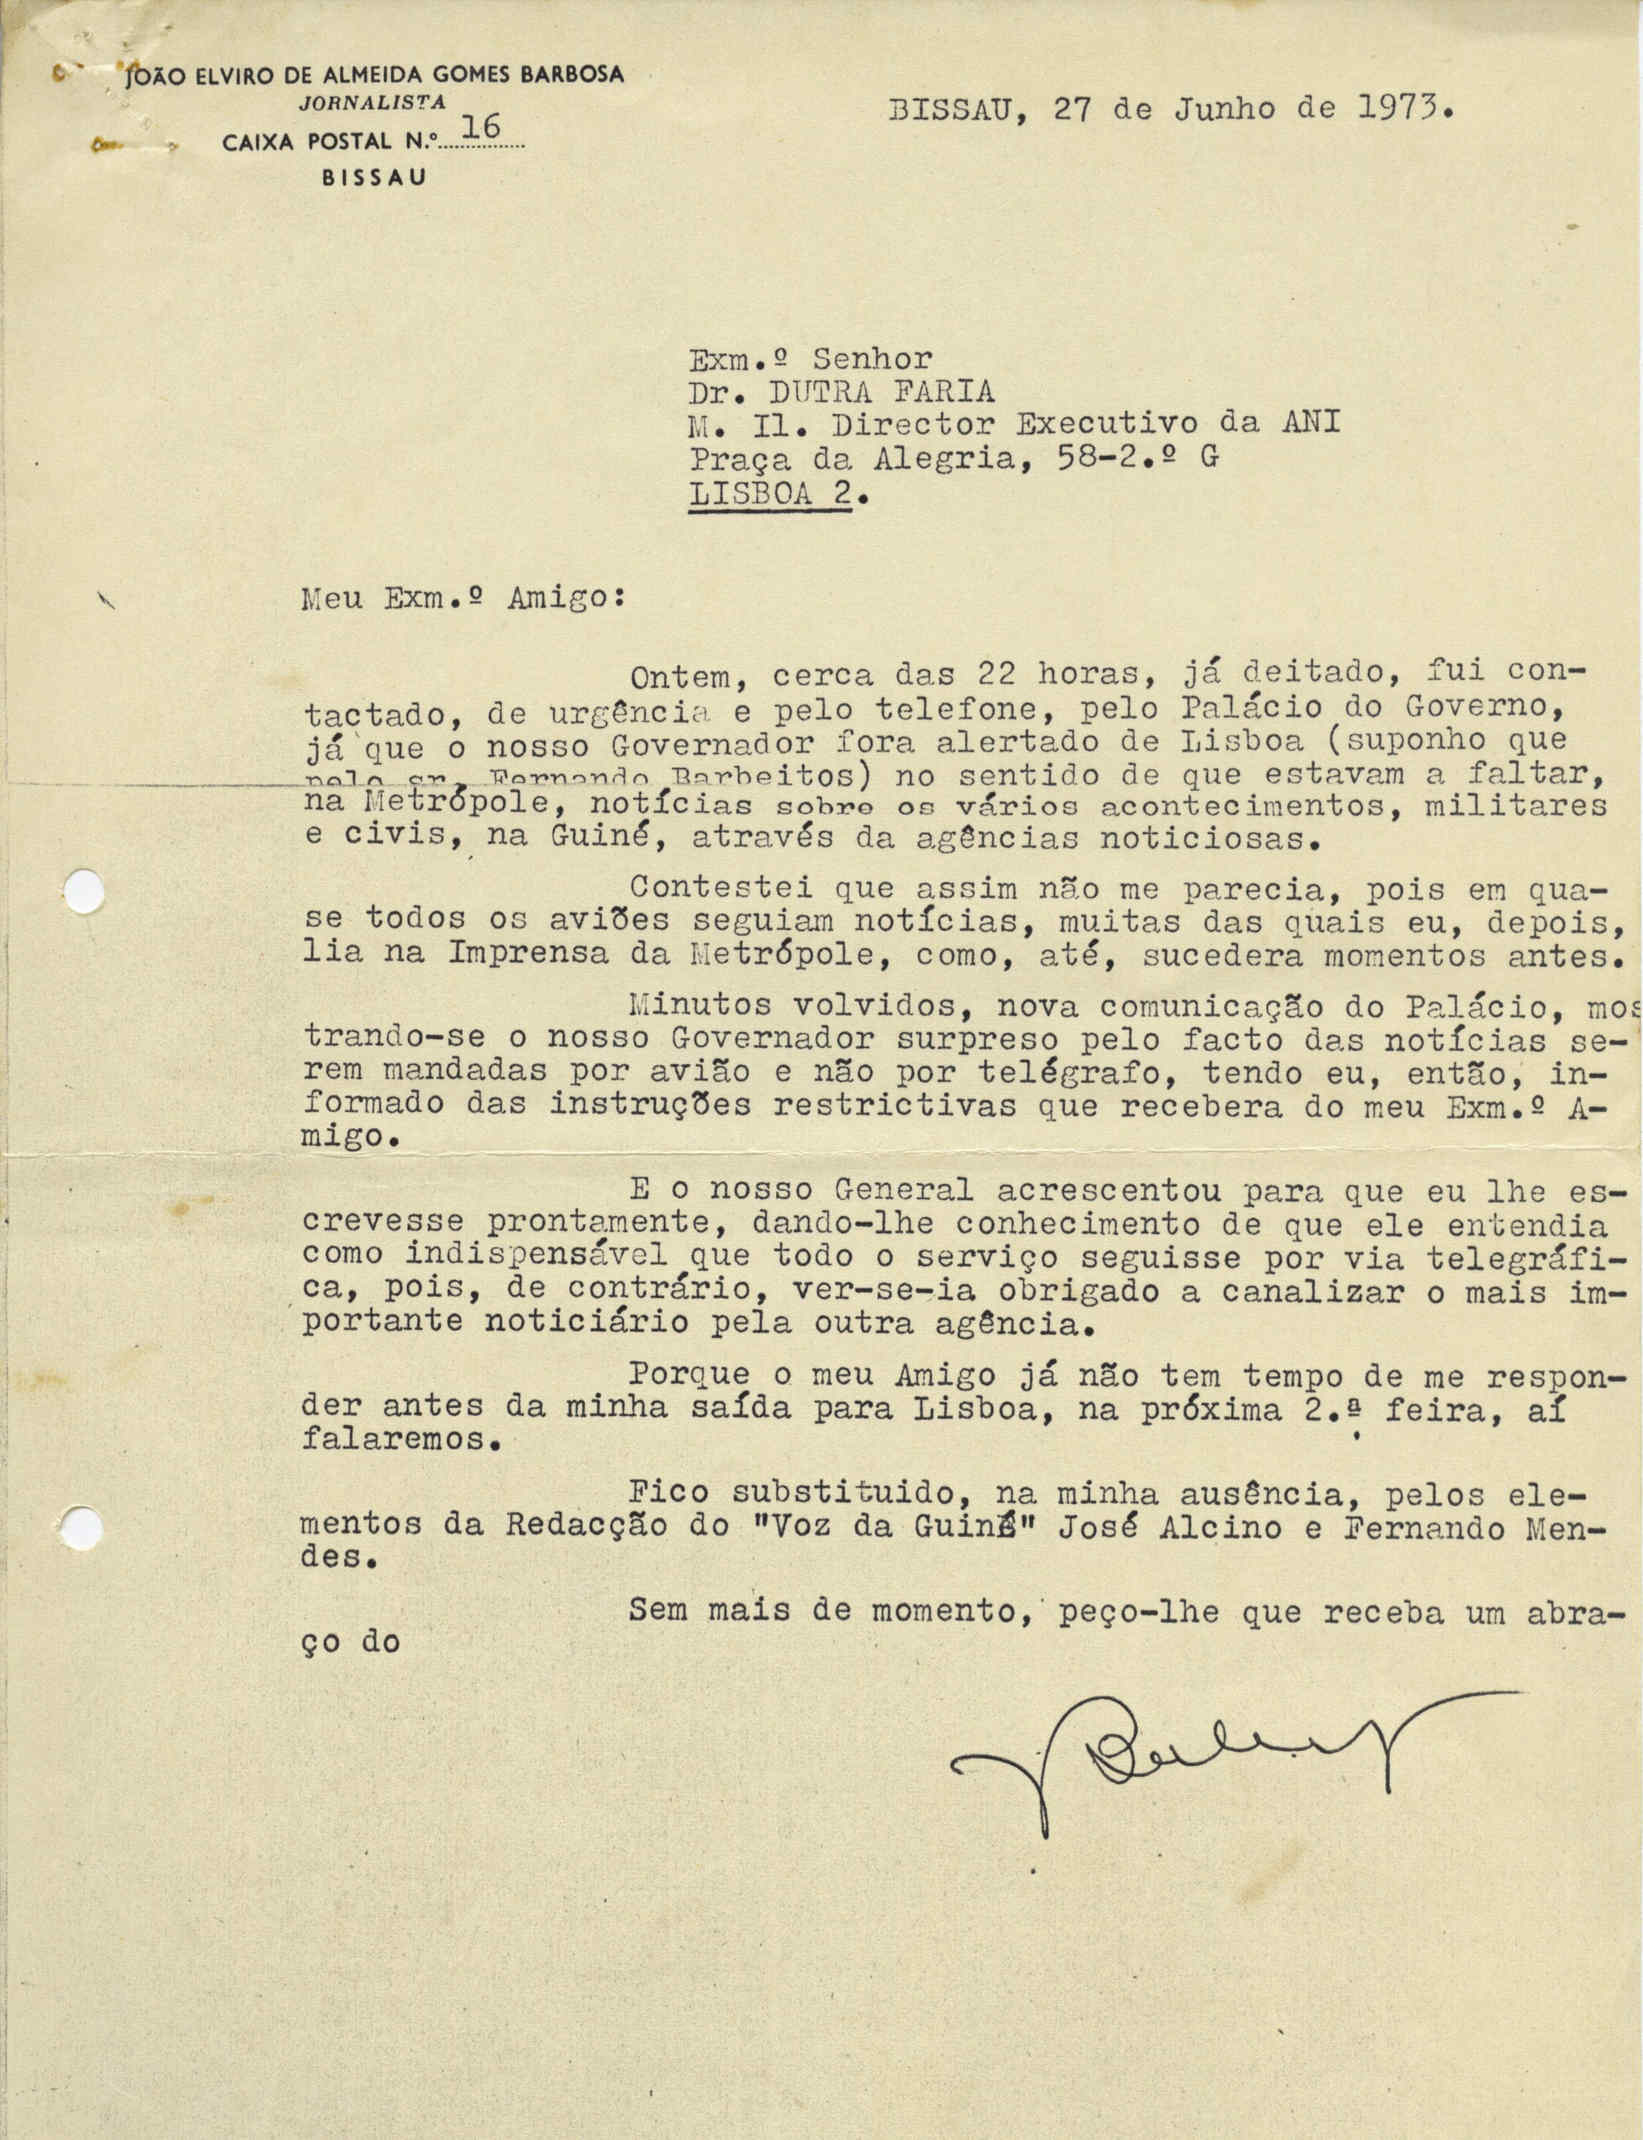 JOÃO ELVIRO DE ALMEIDA GOMES BARBOSA
JORNALISTA
CAIXA POSTAL N.º 16
BISSAU
BISSAU, 27 de Junho de 1973.
Exm.º Senhor
Dr. DUTRA FARIA
M. Il. Director Executivo da ANI
Praça da Alegria, 58-2.º G
LISBOA 2.
Meu Exm.º Amigo:
Ontem, cerca das 22 horas, já deitado, fui con-
tactado, de urgência e pelo telefone, pelo Palácio do Governo,
já que o nosso Governador fora alertado de Lisboa (suponho que
pelo sr. Fernando Barbeitos) no sentido de que estavam a faltar,
na Metrópole, notícias sobre os vários acontecimentos, militares
e civis, na Guiné, através da agências noticiosas.
Contestei que assim não me parecia, pois em qua-
se todos os aviões seguiam notícias, muitas das quais eu, depois,
lia na Imprensa da Metrópole, como, até, sucedera momentos antes.
Minutos volvidos, nova comunicação do Palácio, mos
trando-se o nosso Governador surpreso pelo facto das notícias se-
rem mandadas por avião e não por telégrafo, tendo eu, então, in-
formado das instruções restrictivas que recebera do meu Exm.º A-
migo.
E o nosso General acrescentou para que eu lhe es-
crevesse prontamente, dando-lhe conhecimento de que ele entendia
como indispensável que todo o serviço seguisse por via telegráfi-
ca, pois, de contrário, ver-se-ia obrigado a canalizar o mais im-
portante noticiário pela outra agência.
Porque o meu Amigo já não tem tempo de me respon-
der antes da minha saída para Lisboa, na próxima 2.ª feira, aí
falaremos.
Fico substituido, na minha ausência, pelos ele-
mentos da Redacção do "Voz da Guiné" José Alcino e Fernando Men-
des.
Sem mais de momento, peço-lhe que receba um abra-
ço do